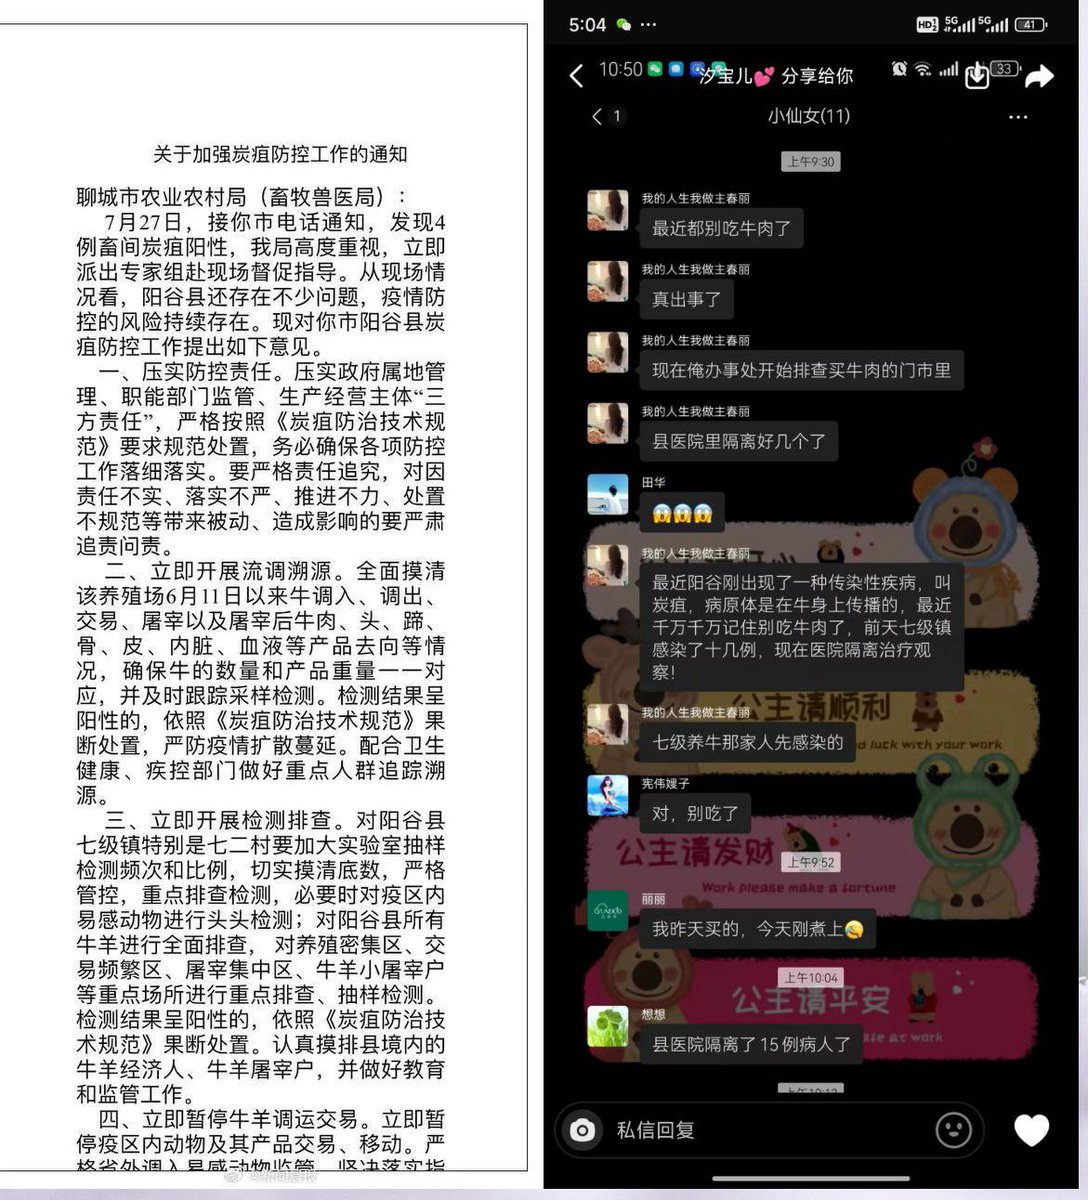 关于加强炭疽防控工作的通知
聊城市农业农村局（畜牧兽医局）：
7月27日，接你市电话通知，发现4
例畜间炭疽阳性，我局高度重视，立即
派出专家组赴现场督促指导。从现场情
况看，阳谷县还存在不少问题，疫情防
控的风险持续存在。现对你市阳谷县炭
疽防控工作提出如下意见。
一、压实防控责任。压实政府属地管
理、职能部门监管、生产经营主体“三
方责任”，严格按照《炭疽防治技术规
范》要求规范处置，务必确保各项防控
工作落细落实。要严格责任追究，对因
责任不实、落实不严、推进不力、处置
不规范等带来被动、造成影响的要严肃
追责问责。
二、立即开展流调溯源。全面摸清
该养殖场6月11日以来牛调入、调出、
交易、屠宰以及屠宰后牛肉、头、蹄、
骨、皮、内脏、血液等产品去向等情
况，确保牛的数量和产品重量一一对
应，并及时跟踪采样检测。检测结果呈
阳性的，依照《炭疽防治技术规范》果
断处置，严防疫情扩散蔓延。配合卫生
健康、疾控部门做好重点人群追踪溯
源。
三、立即开展检测排查。对阳谷县
七级镇特别是七二村要加大实验室抽样
检测频次和比例，切实摸清底数，严格
管控，重点排查检测，必要时对疫区内
易感动物进行头头检测；对阳谷县所有
牛羊进行全面排查， 对养殖密集区、交
易频繁区、屠宰集中区、牛羊小屠宰户
等重点场所进行重点排查、抽样检测。
检测结果呈阳性的，依照《炭疽防治技
术规范》果断处置。认真摸排县境内的
牛羊经济人、牛羊屠宰户，并做好教育
和监管工作。
四、立即暂停牛羊调运交易。立即暂
停疫区内动物及其产品交易、移动。严
格省外调入易感动物监管，坚决落实指
5:04
HD 5G 5G 41
10:50
汐宝儿💕 分享给你
33
1
小仙女(11)
上午9:30
我的人生我做主春丽
最近都别吃牛肉了
我的人生我做主春丽
真出事了
我的人生我做主春丽
现在俺办事处开始排查买牛肉的门市里
我的人生我做主春丽
县医院里隔离好几个了
田华
😱😱😱
我的人生我做主春丽
最近阳谷刚出现了一种传染性疾病，叫
炭疽，病原体是在牛身上传播的，最近
千万千万记住别吃牛肉了，前天七级镇
感染了十几例，现在医院隔离治疗观
察！
我的人生我做主春丽
公主请顺利
七级养牛那家人先感染的
luck with your work
宪伟嫂子
对，别吃了
公主请发财
上午9:52
Work please make a fortune
丽丽
我昨天买的，今天刚煮上
上午10:04
公主请平安
想想
县医院隔离了15例病人了
safe at work
上午10:12
私信回复